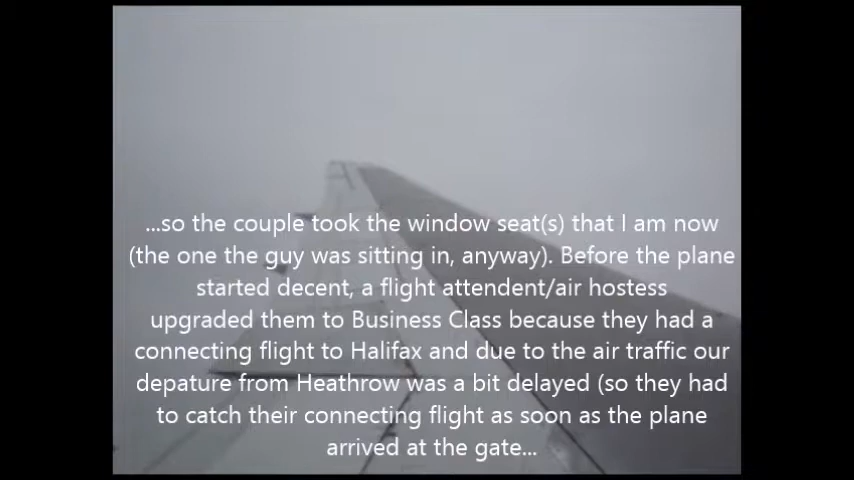 ...so the couple took the window seat(s) that I am now
(the one the guy was sitting in, anyway). Before the plane
started decent, a flight attendent/air hostess
upgraded them to Business Class because they had a
connecting flight to Halifax and due to the air traffic our
depature from Heathrow was a bit delayed (so they had
to catch their connecting flight as soon as the plane
arrived at the gate...